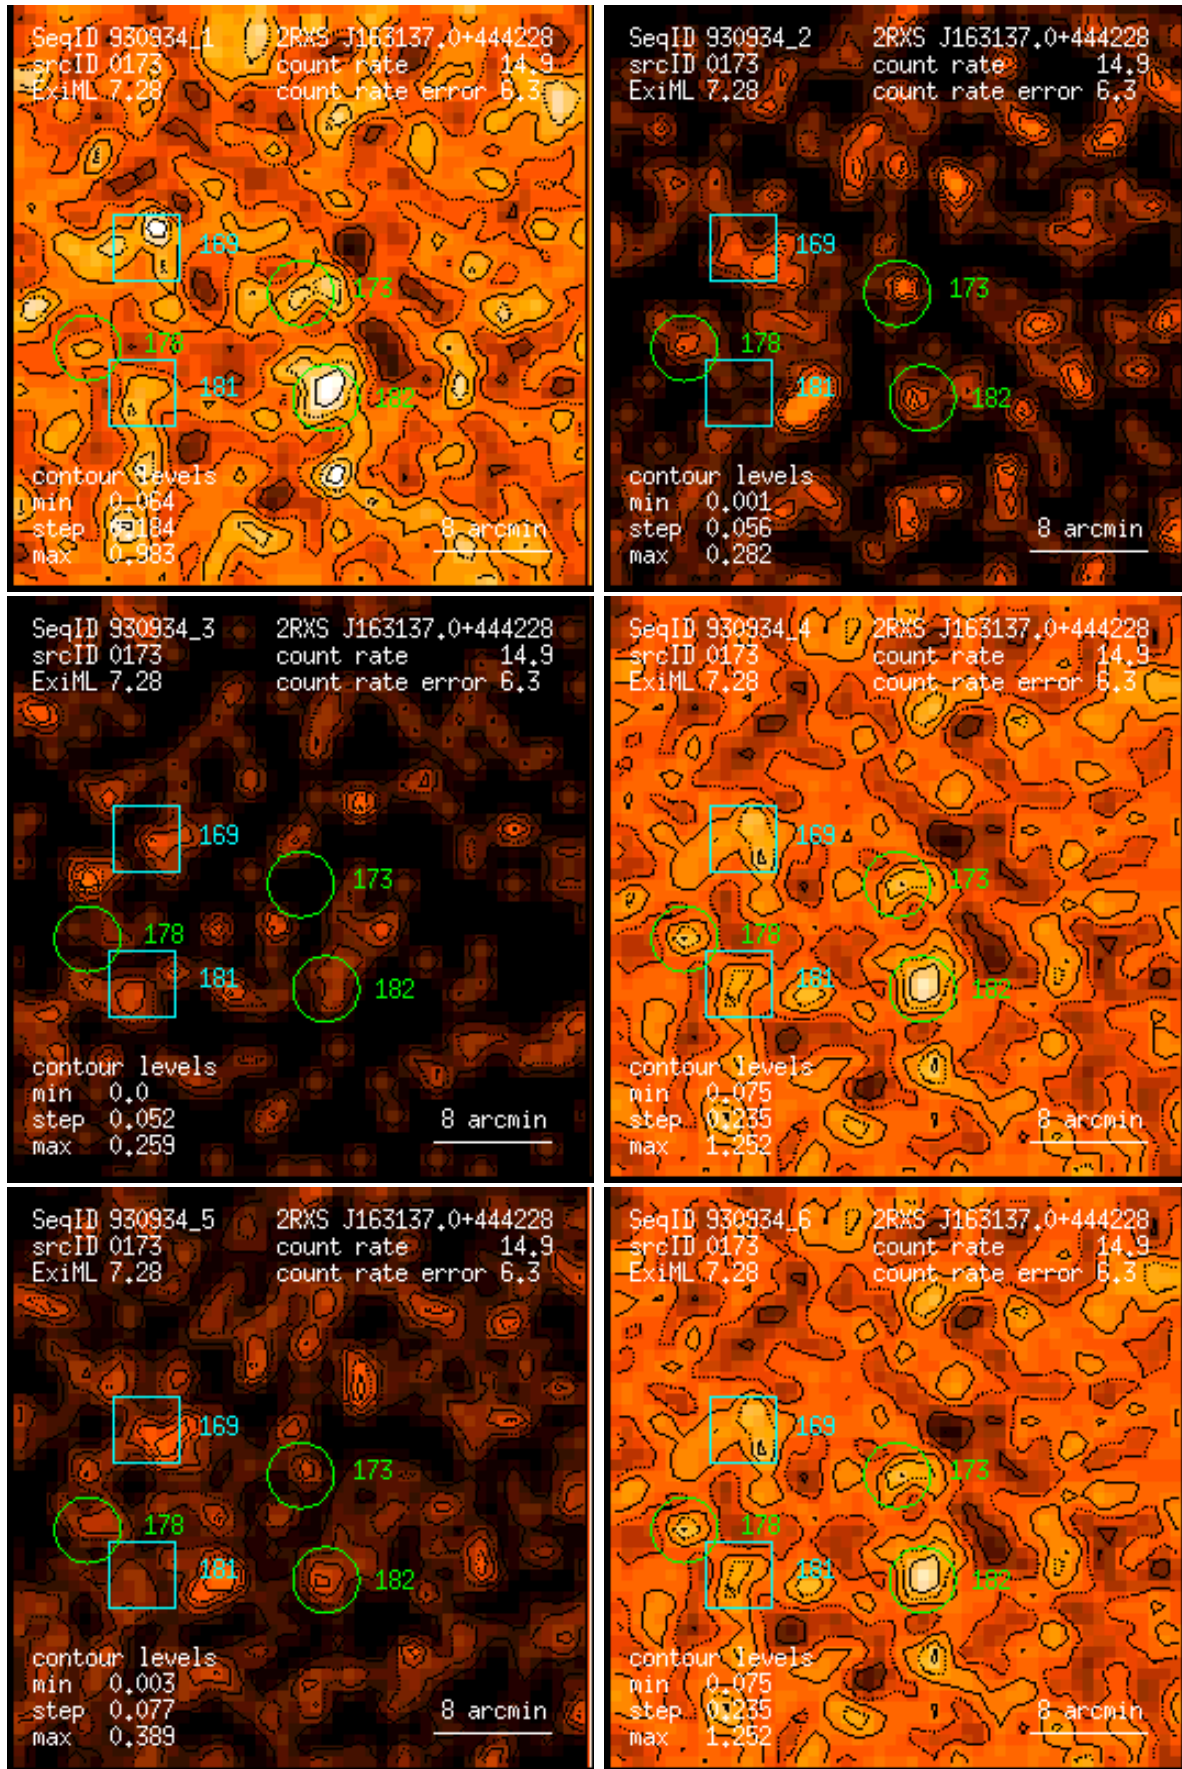 SeqID 930934_1 2RXS J163137.0+444228
srcID 0173 count rate 14.9
ExiML 7.28 count rate error 6.3
169
173
178
181
182
contour levels
min 0.064
step 0.184
max 0.983
8 arcmin
SeqID 930934_2 2RXS J163137.0+444228
srcID 0173 count rate 14.9
ExiML 7.28 count rate error 6.3
169
173
178
181
182
contour levels
min 0.001
step 0.056
max 0.282
8 arcmin
SeqID 930934_3 2RXS J163137.0+444228
srcID 0173 count rate 14.9
ExiML 7.28 count rate error 6.3
169
173
178
181
182
contour levels
min 0.0
step 0.052
max 0.259
8 arcmin
SeqID 930934_4 2RXS J163137.0+444228
srcID 0173 count rate 14.9
ExiML 7.28 count rate error 6.3
169
173
178
181
182
contour levels
min 0.075
step 0.235
max 1.252
8 arcmin
SeqID 930934_5 2RXS J163137.0+444228
srcID 0173 count rate 14.9
ExiML 7.28 count rate error 6.3
169
173
178
181
182
contour levels
min 0.003
step 0.077
max 0.389
8 arcmin
SeqID 930934_6 2RXS J163137.0+444228
srcID 0173 count rate 14.9
ExiML 7.28 count rate error 6.3
169
173
178
181
182
contour levels
min 0.075
step 0.235
max 1.252
8 arcmin